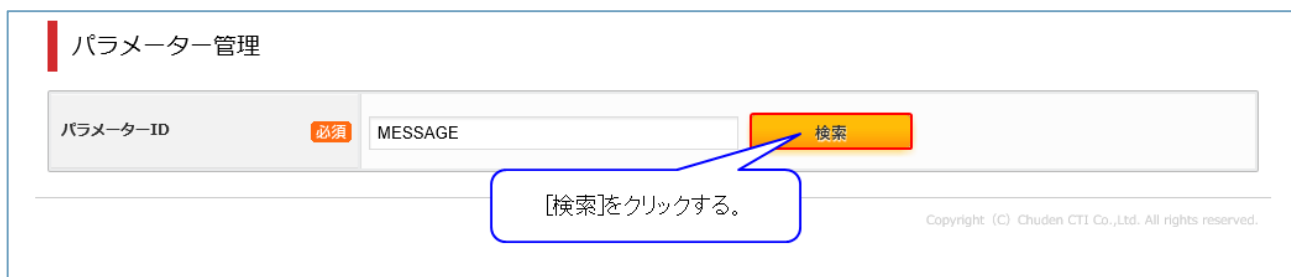 パラメーター管理
パラメーターID 必須 MESSAGE 検索
[検索]をクリックする。
Copyright (C) Chuden CTI Co.,Ltd. All rights reserved.